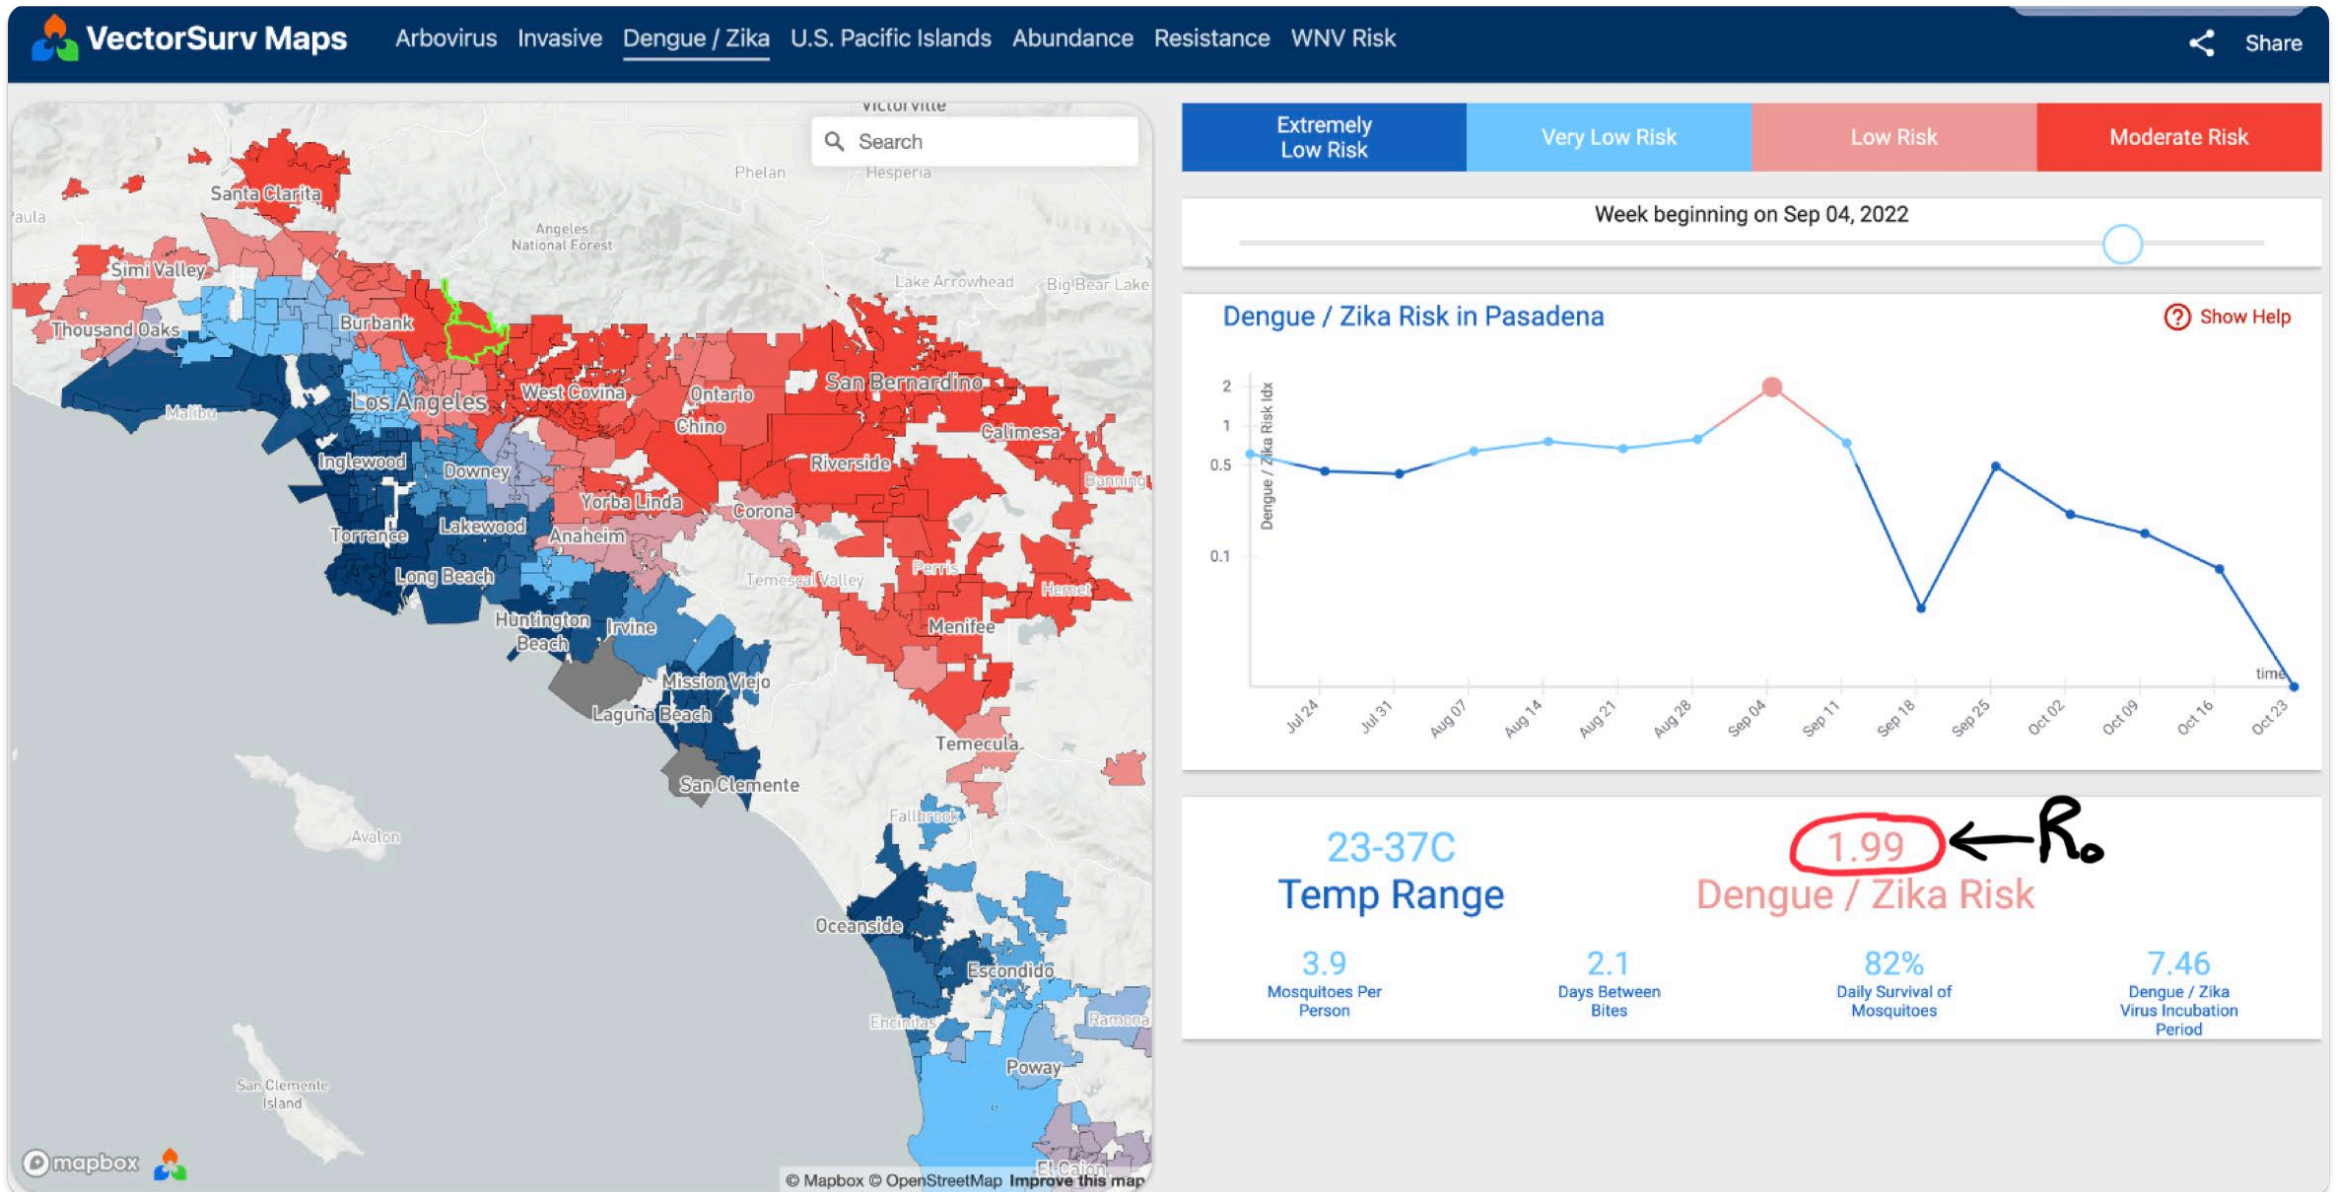 VectorSurv Maps
Arbovirus Invasive Dengue / Zika U.S. Pacific Islands Abundance Resistance WNV Risk
Share
Victorville
Search
Phelan
Hesperia
Santa Clarita
aula
Angeles
National Forest
Simi Valley
Lake Arrowhead
Big Bear Lake
Thousand Oaks
Burbank
Malibu
Los Angeles
West Covina
Ontario
San Bernardino
Chino
Calimesa
Inglewood
Downey
Riverside
Banning
Yorba Linda
Corona
Torrance
Lakewood
Anaheim
Long Beach
Temescal Valley
Perris
Hemet
Huntington
Beach
Irvine
Menifee
Mission Viejo
Laguna Beach
Temecula
San Clemente
Fallbrook
Avalon
Oceanside
Escondido
Encinitas
Ramona
Poway
San Clemente
Island
El Cajon
mapbox
© Mapbox © OpenStreetMap Improve this map
Extremely
Low Risk
Very Low Risk
Low Risk
Moderate Risk
Week beginning on Sep 04, 2022
Dengue / Zika Risk in Pasadena
? Show Help
Dengue / Zika Risk Idx
2
1
0.5
0.1
time
Jul 24
Jul 31
Aug 07
Aug 14
Aug 21
Aug 28
Sep 04
Sep 11
Sep 18
Sep 25
Oct 02
Oct 09
Oct 16
Oct 23
23-37C
Temp Range
1.99
R₀
Dengue / Zika Risk
3.9
Mosquitoes Per
Person
2.1
Days Between
Bites
82%
Daily Survival of
Mosquitoes
7.46
Dengue / Zika
Virus Incubation
Period